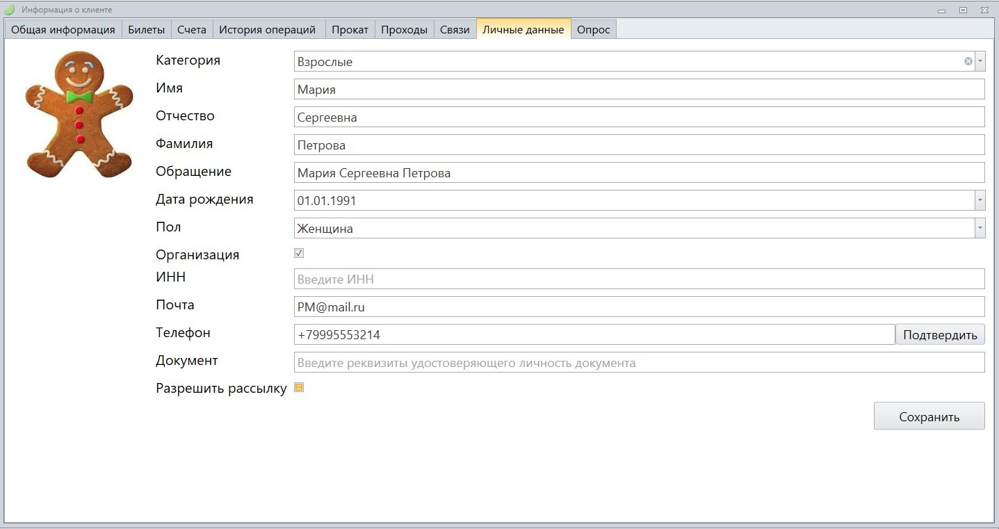 Информация о клиенте
Общая информация Билеты Счета История операций Прокат Проходы Связи Личные данные Опрос
Категория Взрослые
Имя Мария
Отчество Сергеевна
Фамилия Петрова
Обращение Мария Сергеевна Петрова
Дата рождения 01.01.1991
Пол Женщина
Организация
ИНН Введите ИНН
Почта PM@mail.ru
Телефон +79995553214 Подтвердить
Документ Введите реквизиты удостоверяющего личность документа
Разрешить рассылку
Сохранить